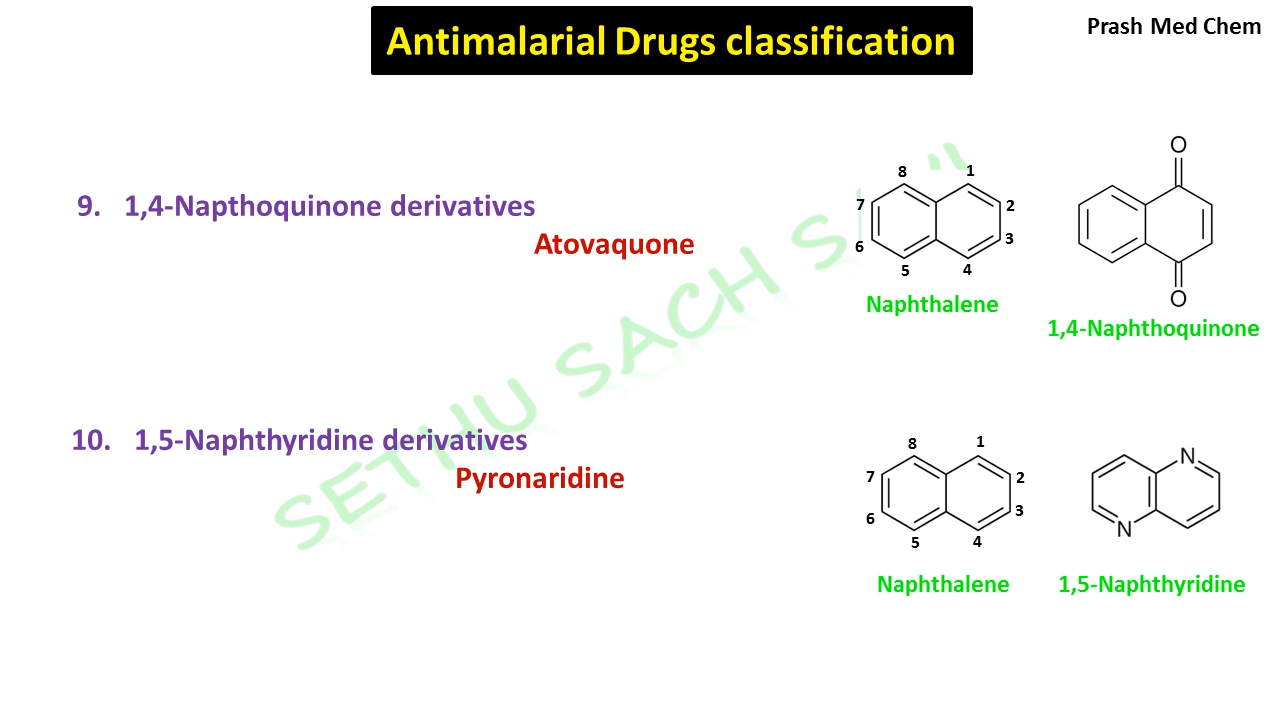 Antimalarial Drugs classification
Prash Med Chem
9. 1,4-Napthoquinone derivatives
Atovaquone
8 1
7 2
6 3
5 4
Naphthalene
O
O
1,4-Naphthoquinone
SETHU SACH S "
10. 1,5-Naphthyridine derivatives
Pyronaridine
8 1
7 2
6 3
5 4
Naphthalene
N
N
1,5-Naphthyridine